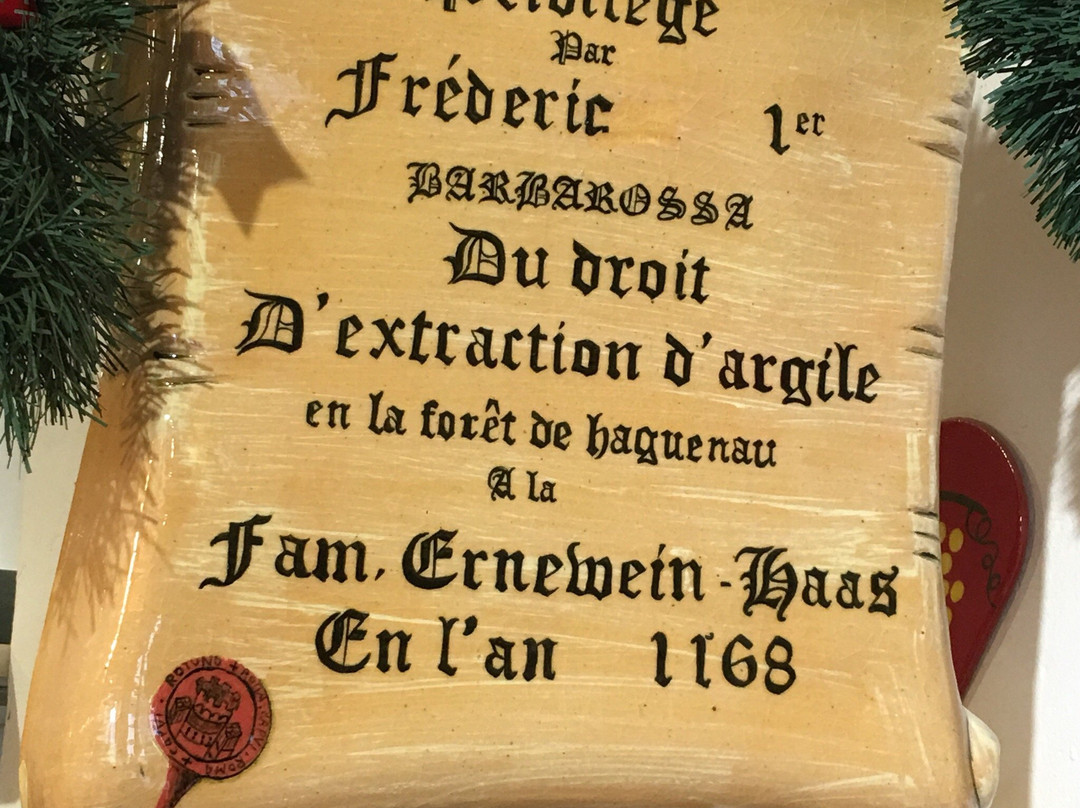 Par
Fréderic 1er
BARBAROSSA
Du droit
D'extraction d'argile
en la forêt de haguenau
A la
Fam. Ernewein-Haas
En l'an 1168